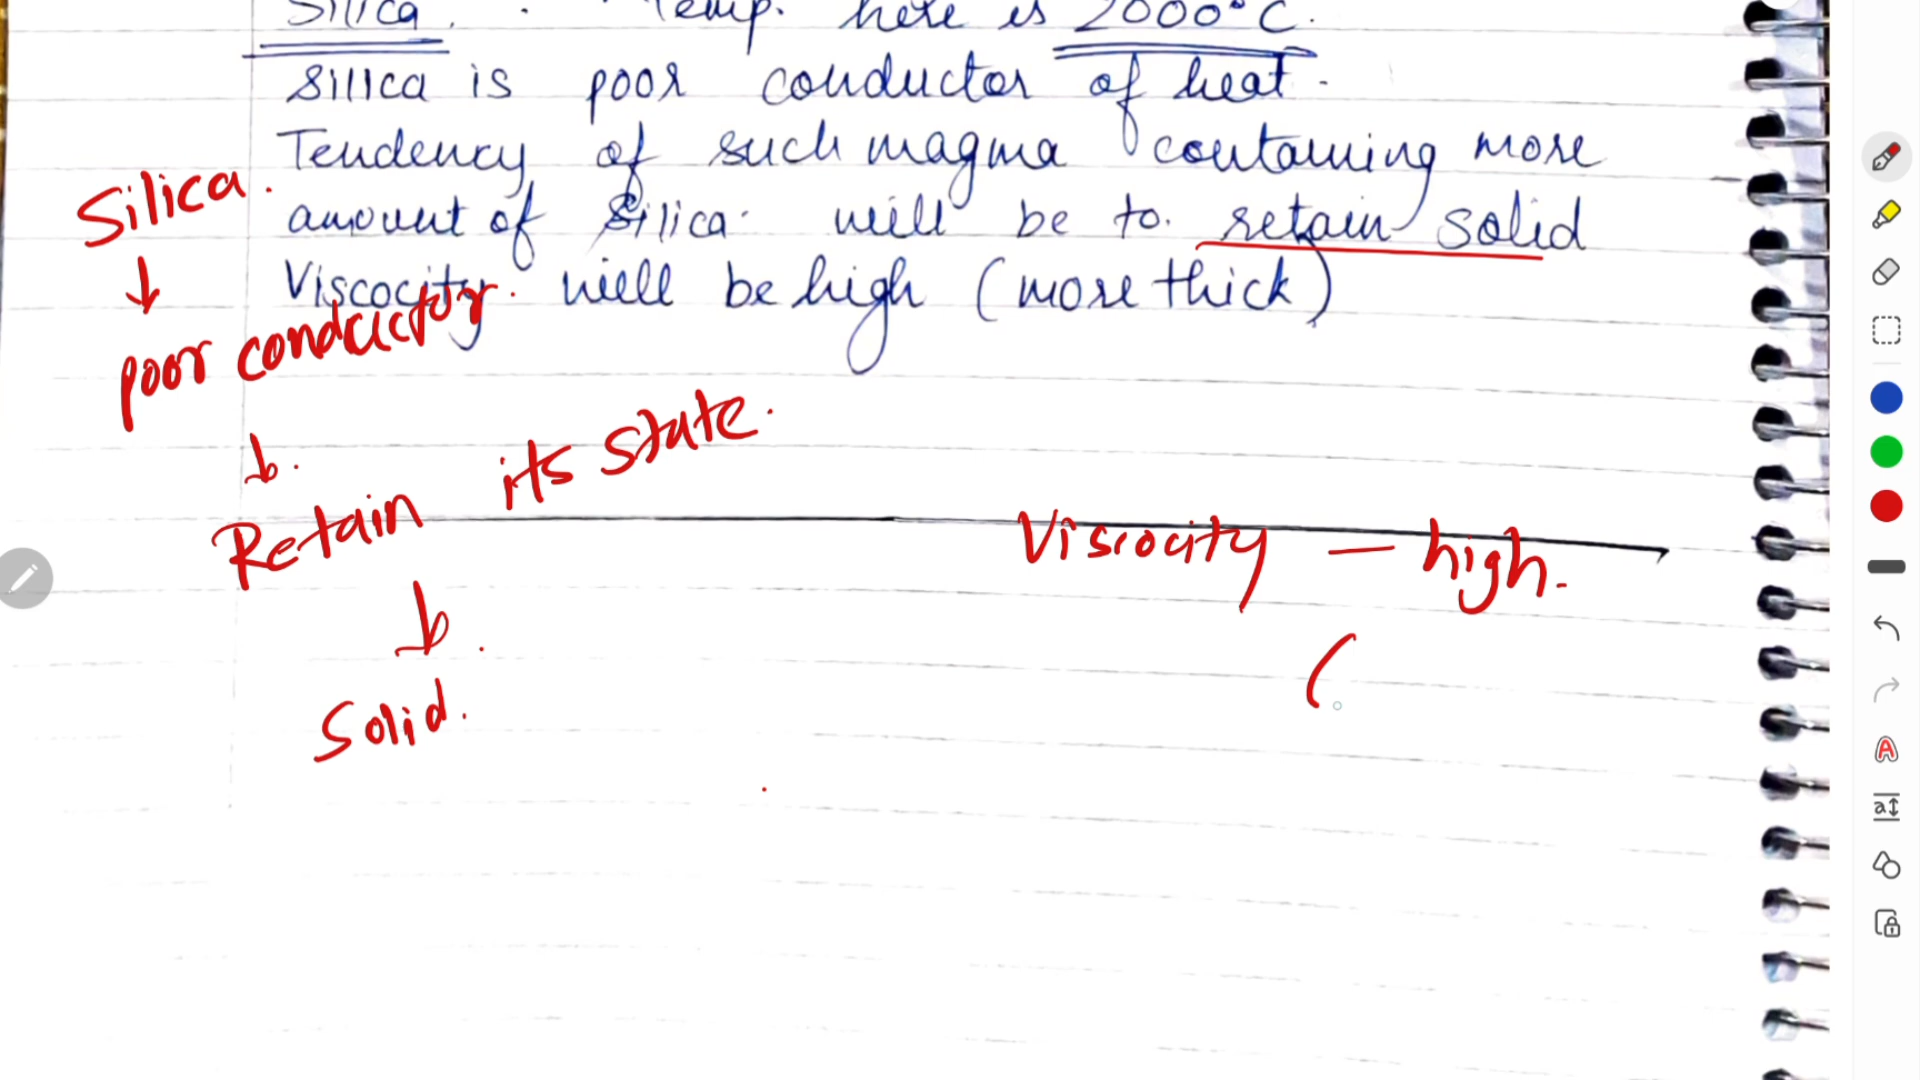 Silica. Temp. here is 2000°C.
Silica is poor conductor of heat.
Tendency of such magma containing more
amount of Silica. will be to. retain solid
Viscocity will be high (more thick)
Silica.
poor conductor.
Retain its state.
Solid.
Viscocity — high.
(